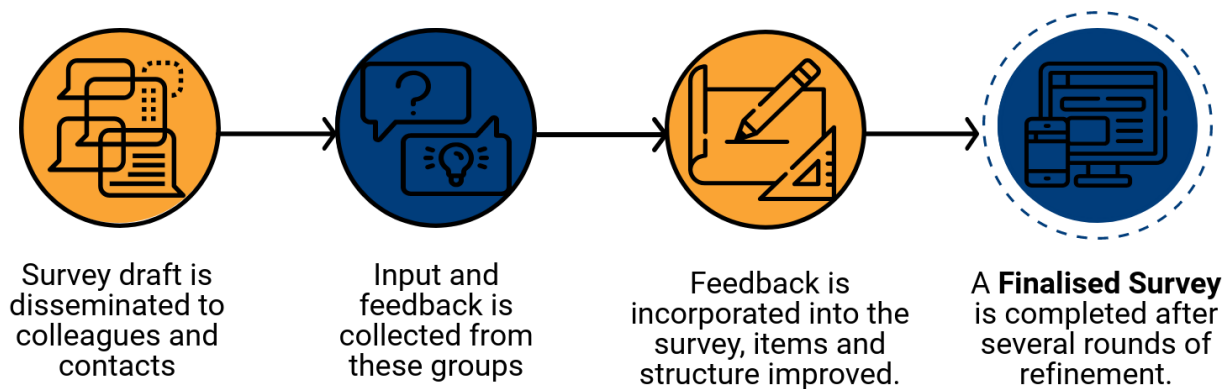 Survey draft is
disseminated to
colleagues and
contacts
Input and
feedback is
collected from
these groups
Feedback is
incorporated into the
survey, items and
structure improved.
A Finalised Survey
is completed after
several rounds of
refinement.